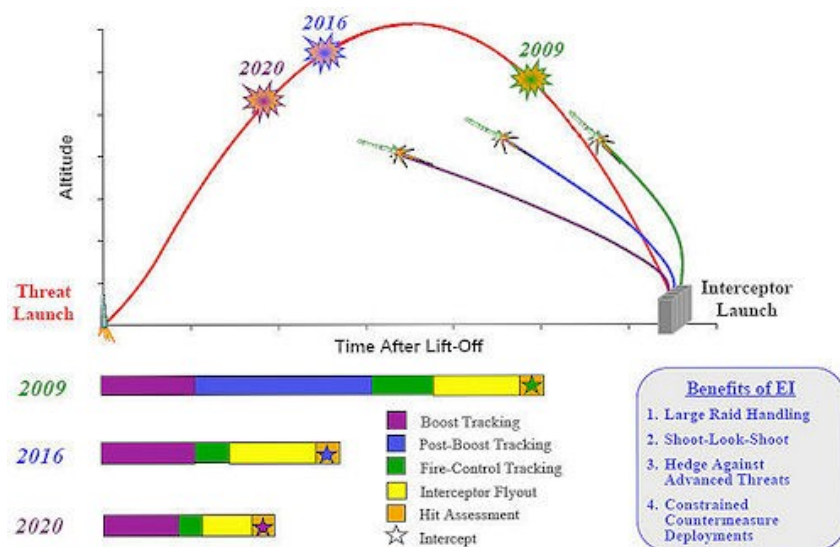 2016
2020
2009
Altitude
Threat
Launch
Interceptor
Launch
Time After Lift-Off
2009
2016
2020
Boost Tracking
Post-Boost Tracking
Fire-Control Tracking
Interceptor Flyout
Hit Assessment
Intercept
Benefits of EI
1. Large Raid Handling
2. Shoot-Look-Shoot
3. Hedge Against
Advanced Threats
4. Constrained
Countermeasure
Deployments